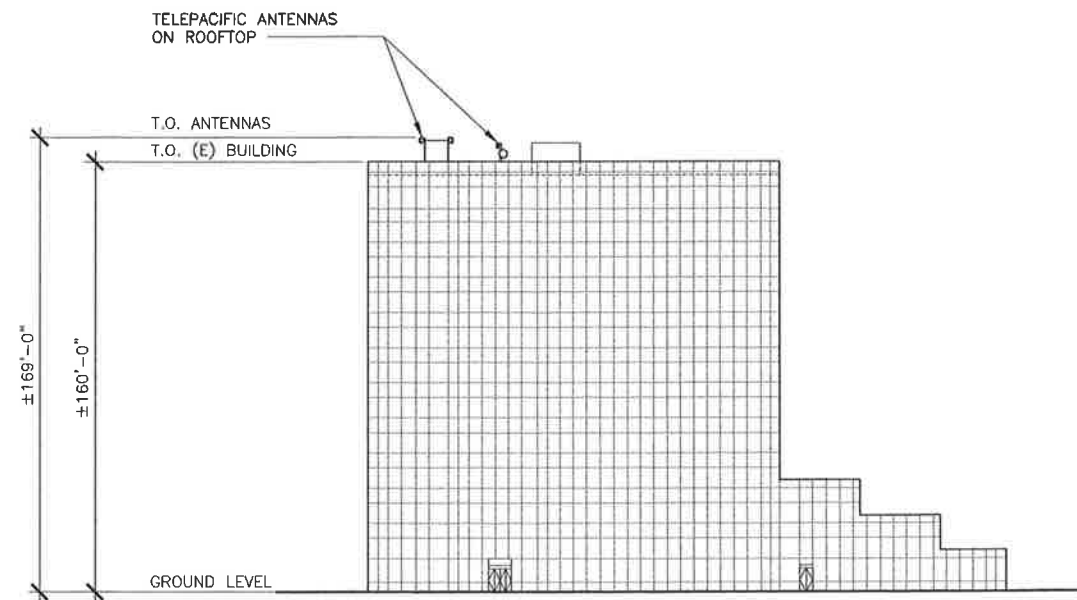 TELEPACIFIC ANTENNAS
ON ROOFTOP
T.O. ANTENNAS
T.O. (E) BUILDING
±169'-0"
±160'-0"
GROUND LEVEL